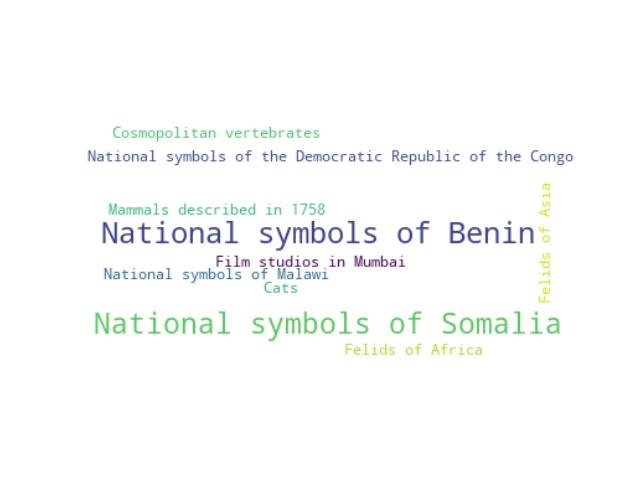 Cosmopolitan vertebrates
National symbols of the Democratic Republic of the Congo
Felids of Asia
Mammals described in 1758
National symbols of Benin
Film studios in Mumbai
National symbols of Malawi
Cats
National symbols of Somalia
Felids of Africa